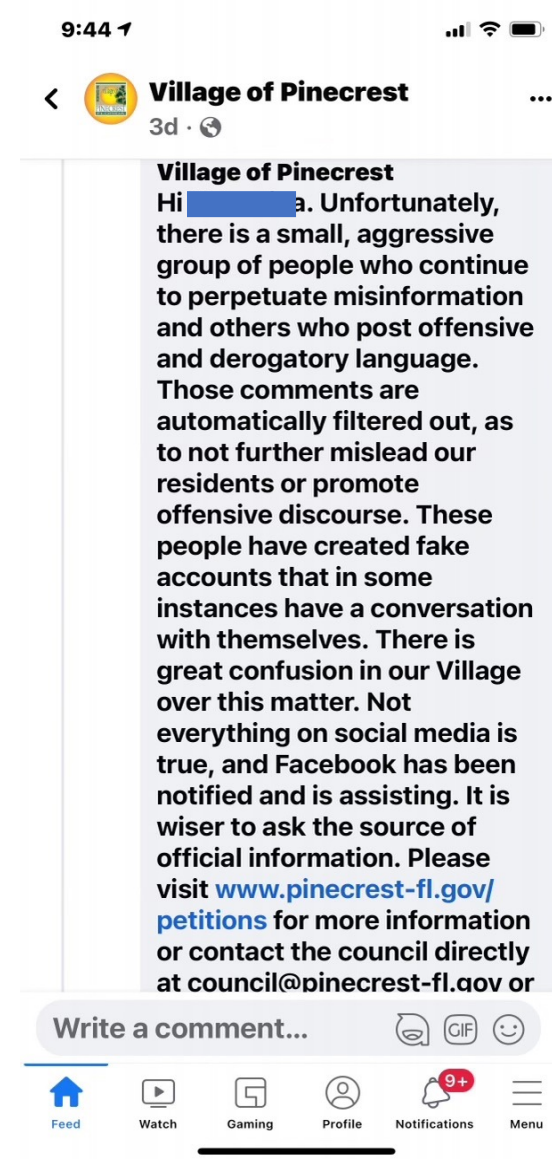 9:44
Village of Pinecrest
3d ·
Village of Pinecrest
Hi a. Unfortunately,
there is a small, aggressive
group of people who continue
to perpetuate misinformation
and others who post offensive
and derogatory language.
Those comments are
automatically filtered out, as
to not further mislead our
residents or promote
offensive discourse. These
people have created fake
accounts that in some
instances have a conversation
with themselves. There is
great confusion in our Village
over this matter. Not
everything on social media is
true, and Facebook has been
notified and is assisting. It is
wiser to ask the source of
official information. Please
visit www.pinecrest-fl.gov/
petitions for more information
or contact the council directly
at council@pinecrest-fl.gov or
Write a comment...
GIF
9+
Feed Watch Gaming Profile Notifications Menu